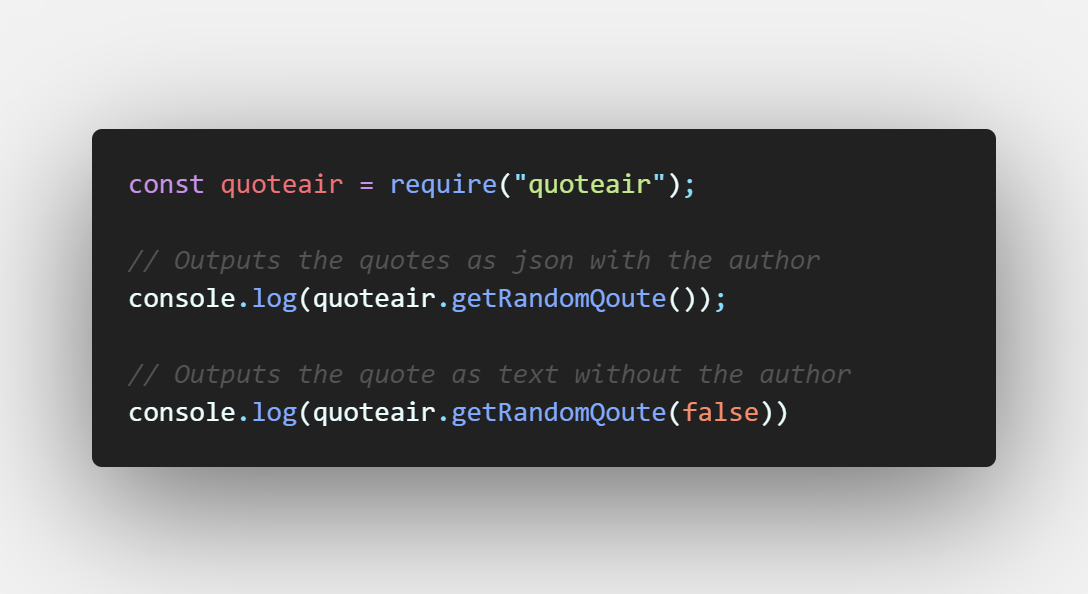 const quoteair = require("quoteair");
// Outputs the quotes as json with the author
console.log(quoteair.getRandomQoute());
// Outputs the quote as text without the author
console.log(quoteair.getRandomQoute(false))